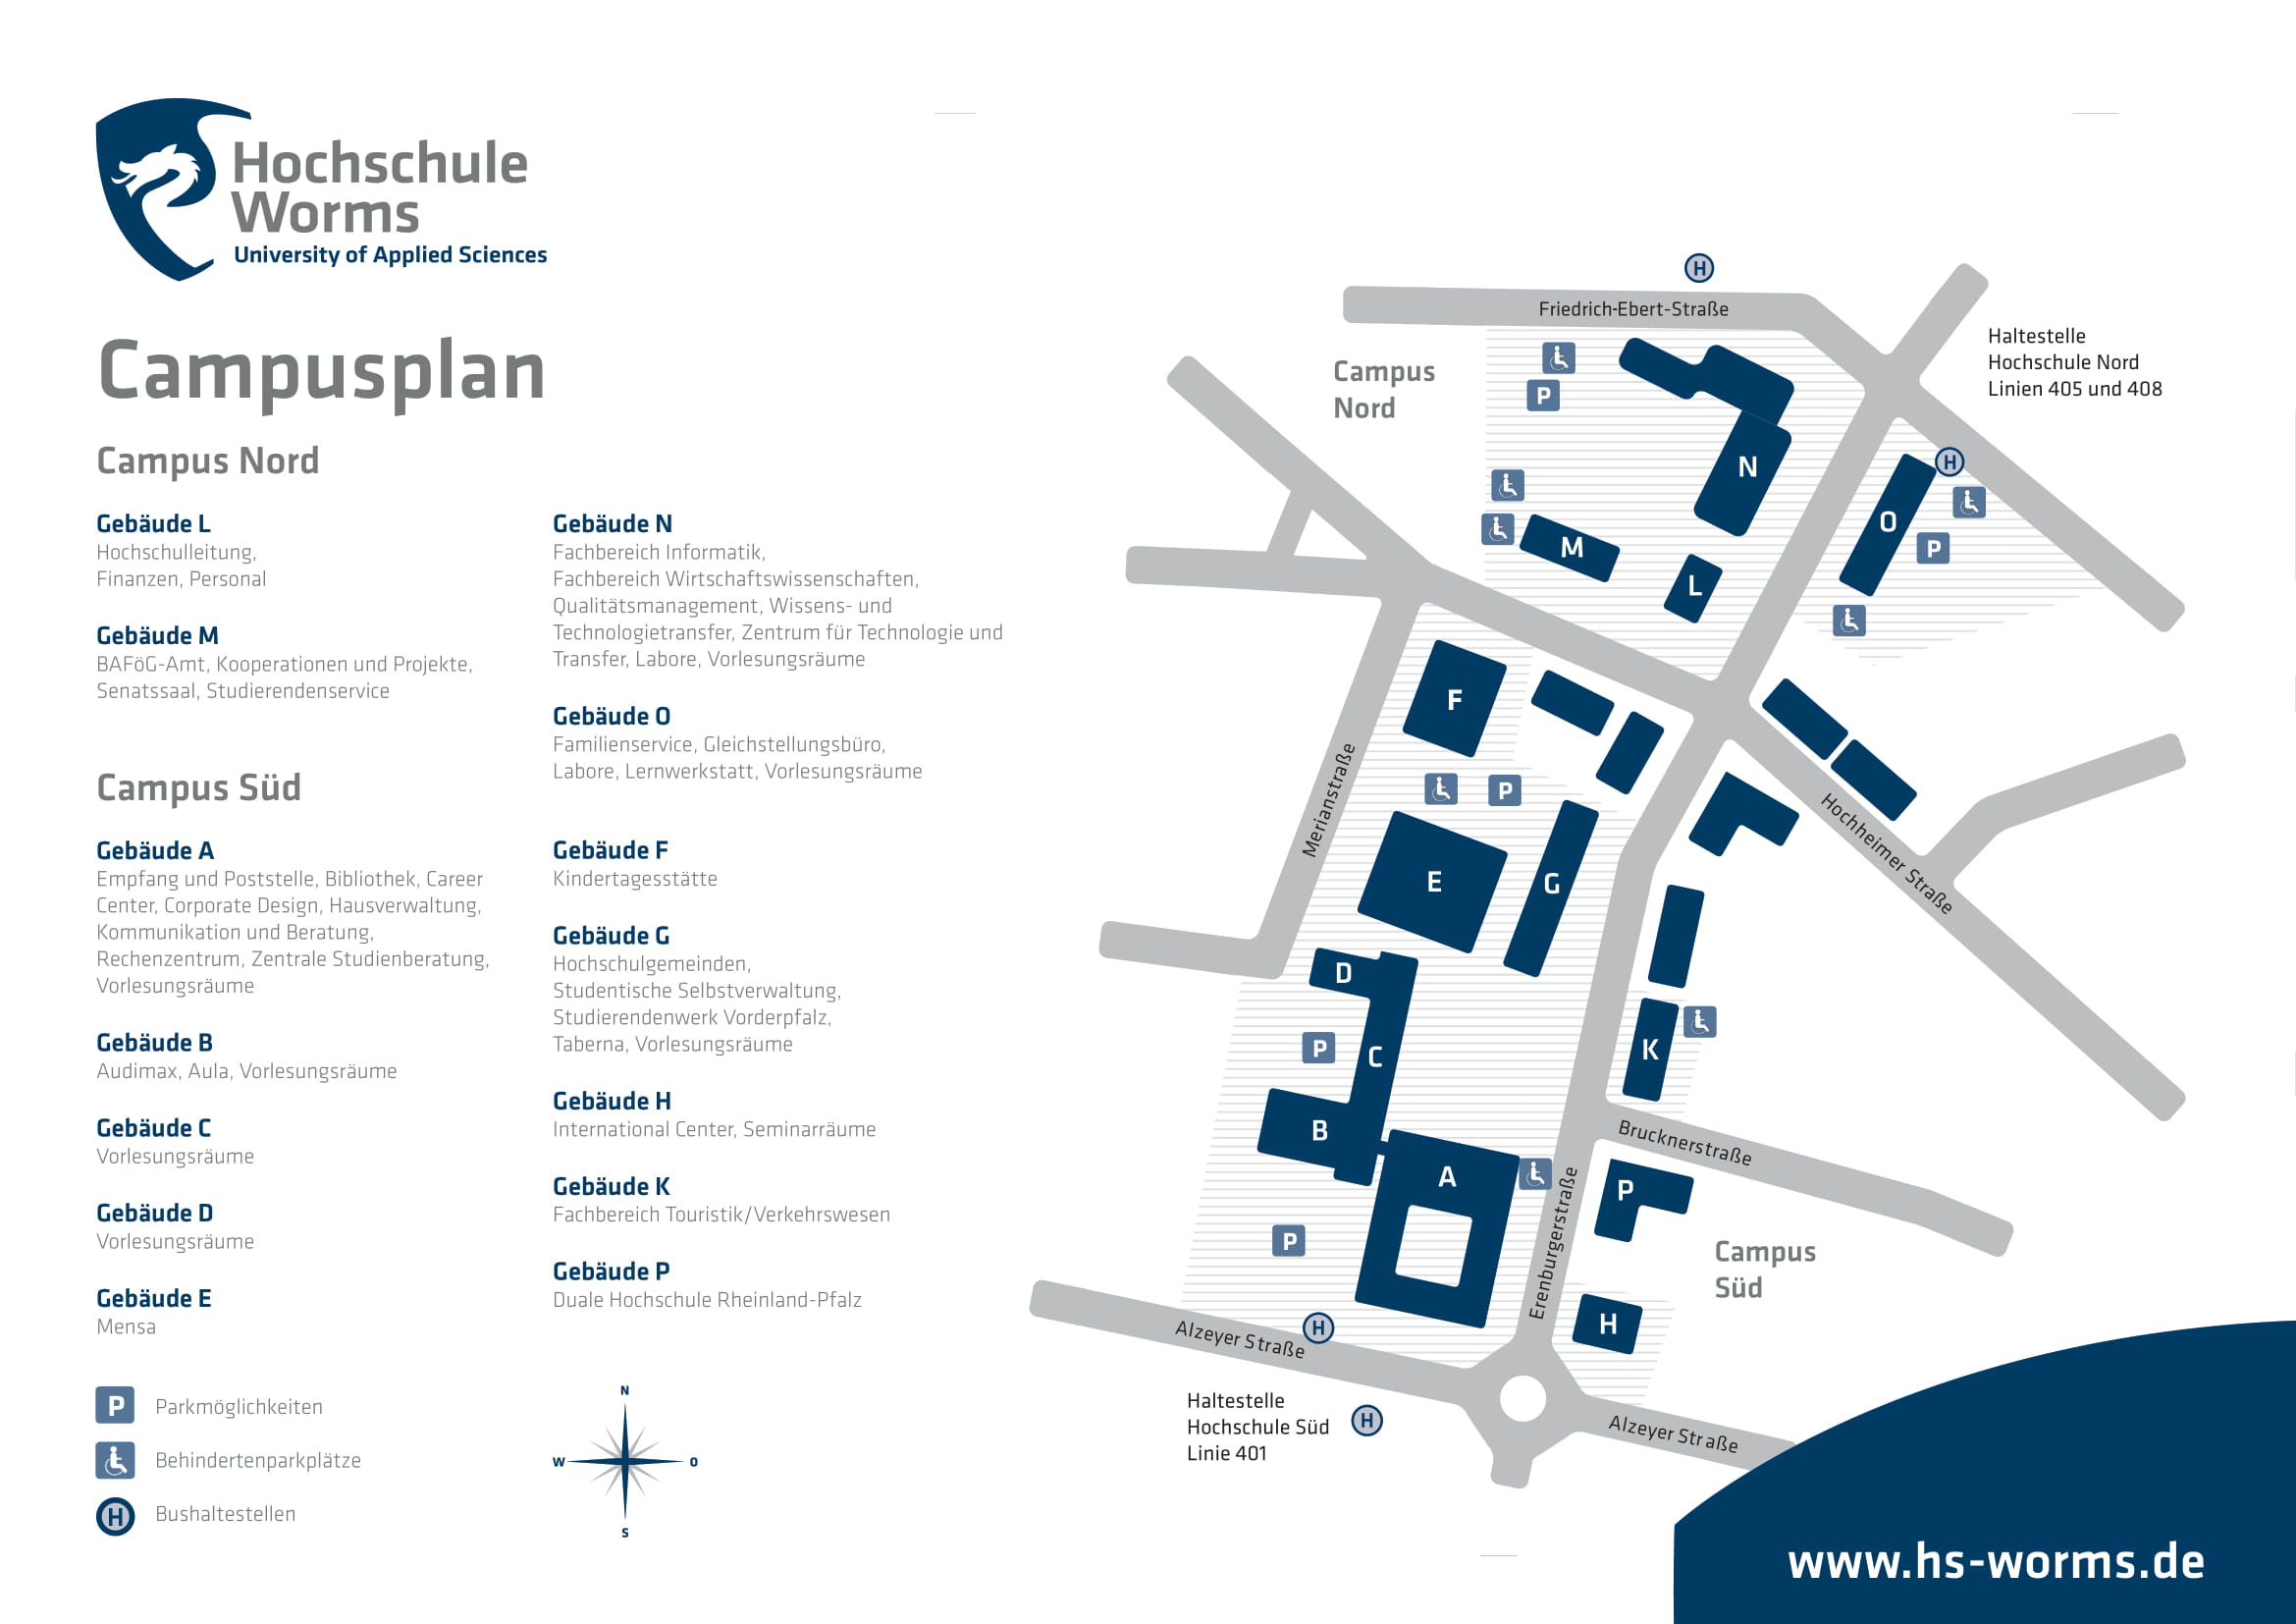 Hochschule
Worms
University of Applied Sciences
Campusplan
Campus Nord
Gebäude L
Hochschulleitung,
Finanzen, Personal
Gebäude M
BAFöG-Amt, Kooperationen und Projekte,
Senatssaal, Studierendenservice
Gebäude N
Fachbereich Informatik,
Fachbereich Wirtschaftswissenschaften,
Qualitätsmanagement, Wissens- und
Technologietransfer, Zentrum für Technologie und
Transfer, Labore, Vorlesungsräume
Gebäude O
Familienservice, Gleichstellungsbüro,
Labore, Lernwerkstatt, Vorlesungsräume
Campus Süd
Gebäude A
Empfang und Poststelle, Bibliothek, Career
Center, Corporate Design, Hausverwaltung,
Kommunikation und Beratung,
Rechenzentrum, Zentrale Studienberatung,
Vorlesungsräume
Gebäude B
Audimax, Aula, Vorlesungsräume
Gebäude C
Vorlesungsräume
Gebäude D
Vorlesungsräume
Gebäude E
Mensa
Gebäude F
Kindertagesstätte
Gebäude G
Hochschulgemeinden,
Studentische Selbstverwaltung,
Studierendenwerk Vorderpfalz,
Taberna, Vorlesungsräume
Gebäude H
International Center, Seminarräume
Gebäude K
Fachbereich Touristik/Verkehrswesen
Gebäude P
Duale Hochschule Rheinland-Pfalz
P Parkmöglichkeiten
Behindertenparkplätze
H Bushaltestellen
N
W
O
S
H
Friedrich-Ebert-Straße
Haltestelle
Hochschule Nord
Linien 405 und 408
Campus
Nord
P
N
H
O
P
M
L
F
Merianstraße
P
Hochheimer Straße
E
G
D
P
C
K
B
Brucknerstraße
A
P
P
Erenburgerstraße
Campus
Süd
H
H
Alzeyer Straße
Haltestelle
Hochschule Süd
Linie 401
H
Alzeyer Straße
www.hs-worms.de